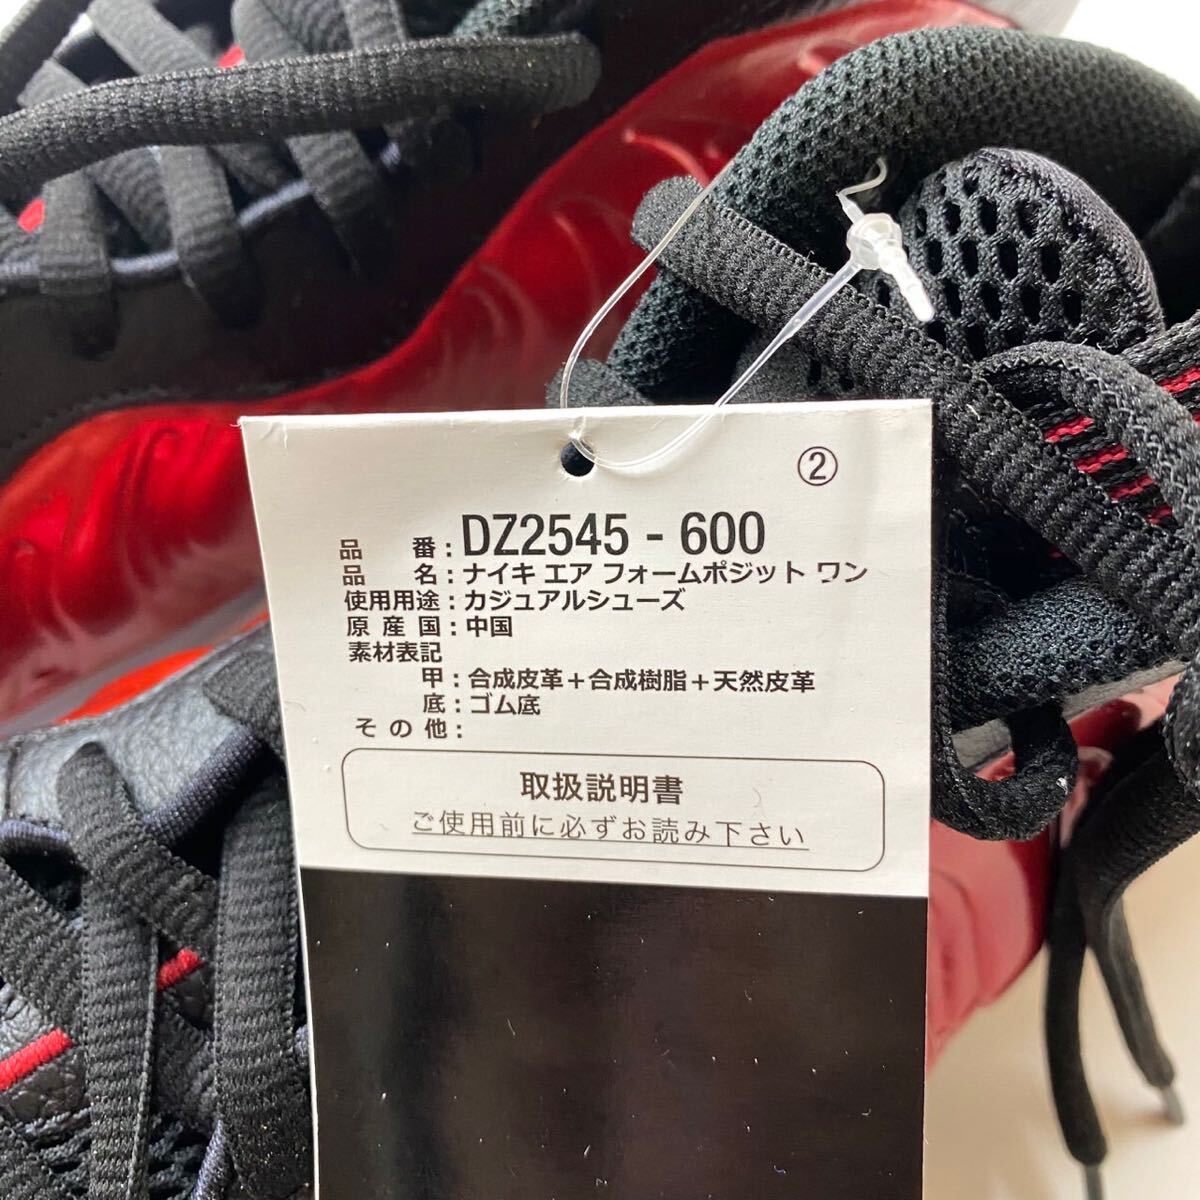 ②
品番：DZ2545 - 600
品名：ナイキ エア フォームポジット ワン
使用用途：カジュアルシューズ
原産国：中国
素材表記
甲：合成皮革＋合成樹脂＋天然皮革
底：ゴム底
その他：
取扱説明書
ご使用前に必ずお読み下さい